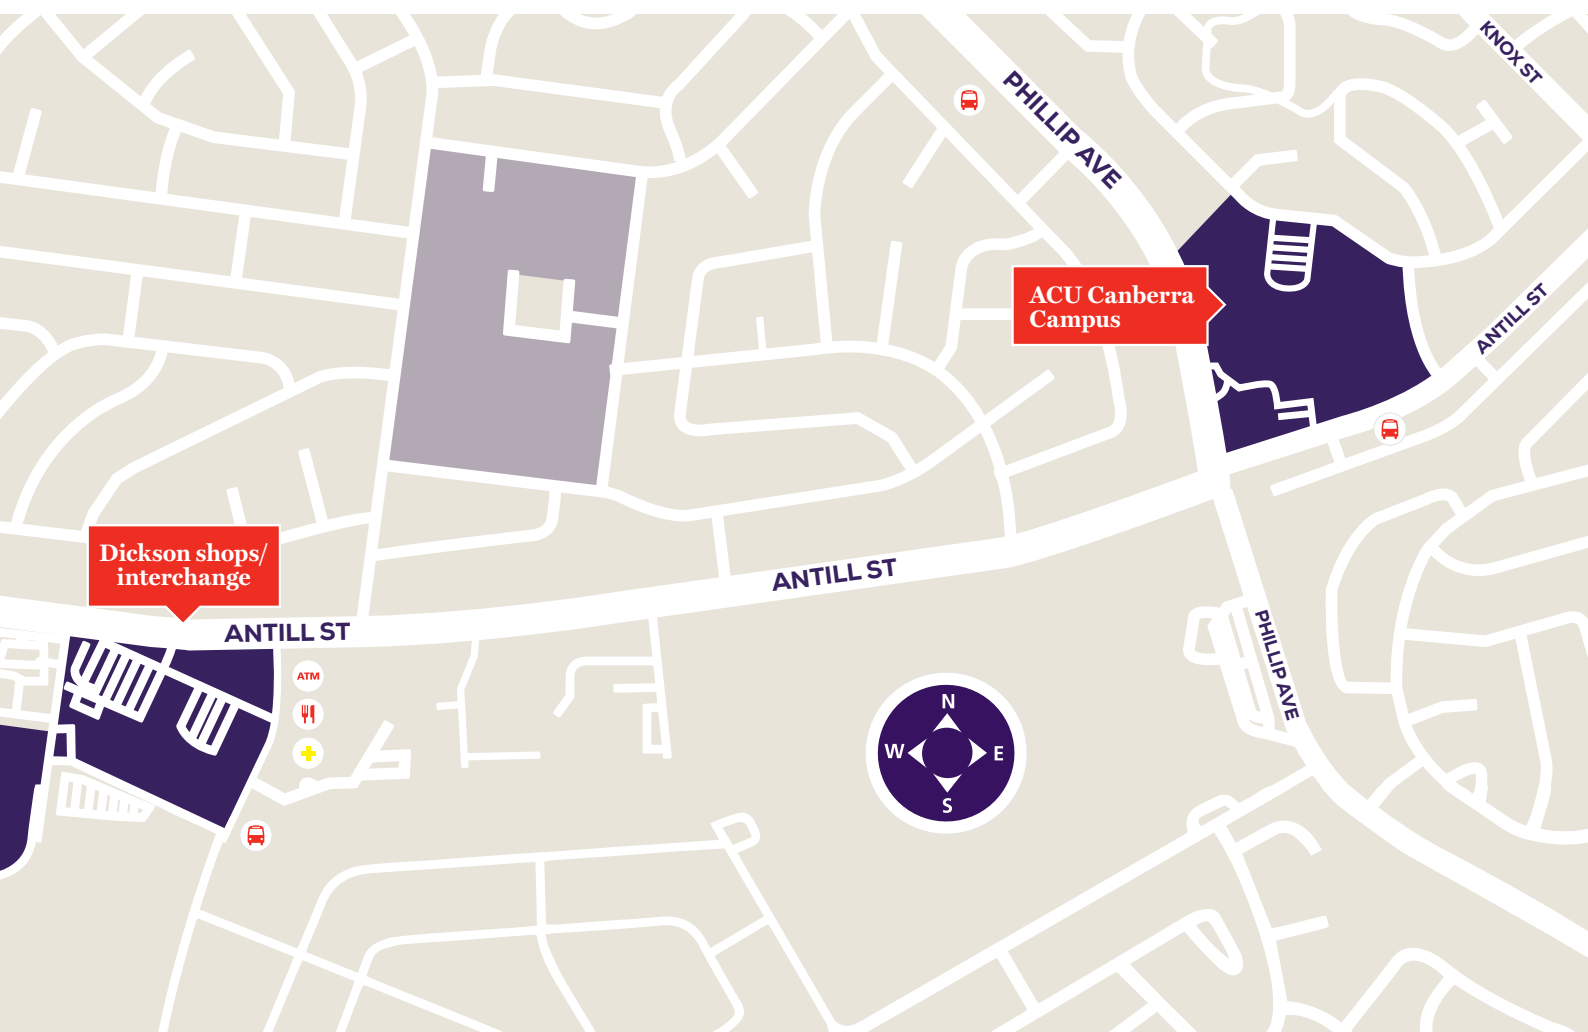 KNOX ST
PHILLIP AVE
ACU Canberra
Campus
ANTILL ST
Dickson shops/
interchange
ANTILL ST
ANTILL ST
PHILLIP AVE
ATM
N
W E
S